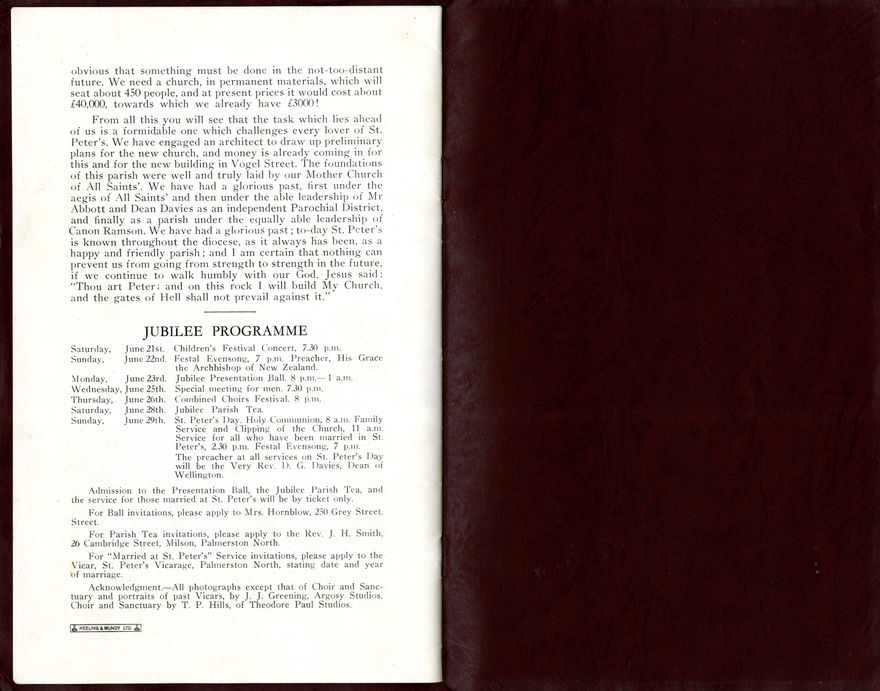 obvious that something must be done in the not-too-distant
future. We need a church, in permanent materials, which will
seat about 450 people, and at present prices it would cost about
£40,000, towards which we already have £3000!
From all this you will see that the task which lies ahead
of us is a formidable one which challenges every lover of St.
Peter's. We have engaged an architect to draw up preliminary
plans for the new church, and money is already coming in for
this and for the new building in Vogel Street. The foundations
of this parish were well and truly laid by our Mother Church
of All Saints'. We have had a glorious past, first under the
aegis of All Saints' and then under the able leadership of Mr
Abbott and Dean Davies as an independent Parochial District,
and finally as a parish under the equally able leadership of
Canon Ramson. We have had a glorious past; to-day St. Peter's
is known throughout the diocese, as it always has been, as a
happy and friendly parish; and I am certain that nothing can
prevent us from going from strength to strength in the future,
if we continue to walk humbly with our God. Jesus said:
"Thou art Peter; and on this rock I will build My Church,
and the gates of Hell shall not prevail against it."
JUBILEE PROGRAMME
Saturday, June 21st. Children's Festival Concert, 7.30 p.m.
Sunday, June 22nd. Festal Evensong, 7 p.m. Preacher, His Grace
the Archbishop of New Zealand.
Monday, June 23rd. Jubilee Presentation Ball. 8 p.m.—1 a.m.
Wednesday, June 25th. Special meeting for men. 7.30 p.m.
Thursday, June 26th. Combined Choirs Festival. 8 p.m.
Saturday, June 28th. Jubilee Parish Tea.
Sunday, June 29th. St. Peter's Day. Holy Communion, 8 a.m. Family
Service and Clipping of the Church, 11 a.m.
Service for all who have been married in St.
Peter's, 2.30 p.m. Festal Evensong, 7 p.m.
The preacher at all services on St. Peter's Day
will be the Very Rev. D. G. Davies, Dean of
Wellington.
Admission to the Presentation Ball, the Jubilee Parish Tea, and
the service for those married at St. Peter's will be by ticket only.
For Ball invitations, please apply to Mrs. Hornblow, 250 Grey Street.
Street.
For Parish Tea invitations, please apply to the Rev. J. H. Smith,
26 Cambridge Street, Milson, Palmerston North.
For "Married at St. Peter's" Service invitations, please apply to the
Vicar, St. Peter's Vicarage, Palmerston North, stating date and year
of marriage.
Acknowledgment.—All photographs except that of Choir and Sanc-
tuary and portraits of past Vicars, by J. J. Greening, Argosy Studios.
Choir and Sanctuary by T. P. Hills, of Theodore Paul Studios.
KEELING & MUNDY LTD.